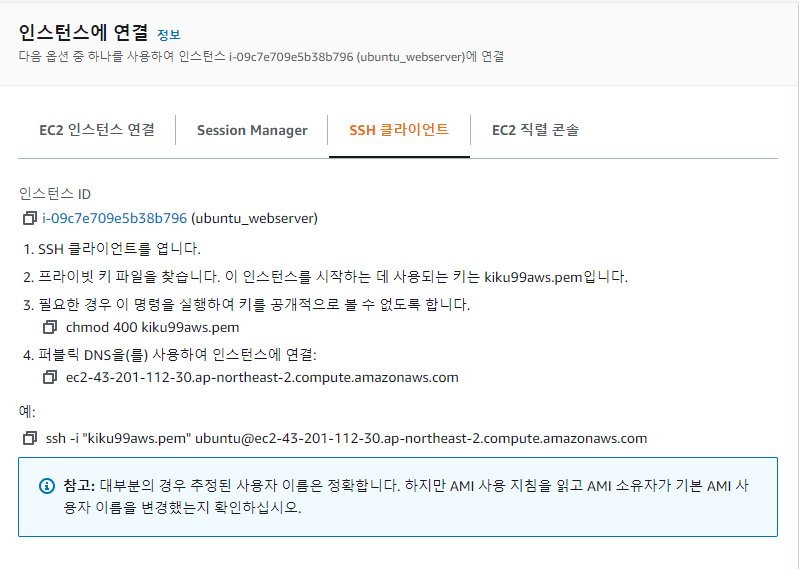 인스턴스에 연결 정보
다음 옵션 중 하나를 사용하여 인스턴스 i-09c7e709e5b38b796 (ubuntu_webserver)에 연결
EC2 인스턴스 연결 Session Manager SSH 클라이언트 EC2 직렬 콘솔
인스턴스 ID
i-09c7e709e5b38b796 (ubuntu_webserver)
1. SSH 클라이언트를 엽니다.
2. 프라이빗 키 파일을 찾습니다. 이 인스턴스를 시작하는 데 사용되는 키는 kiku99aws.pem입니다.
3. 필요한 경우 이 명령을 실행하여 키를 공개적으로 볼 수 없도록 합니다.
chmod 400 kiku99aws.pem
4. 퍼블릭 DNS을(를) 사용하여 인스턴스에 연결:
ec2-43-201-112-30.ap-northeast-2.compute.amazonaws.com
예:
ssh -i "kiku99aws.pem" ubuntu@ec2-43-201-112-30.ap-northeast-2.compute.amazonaws.com
참고: 대부분의 경우 추정된 사용자 이름은 정확합니다. 하지만 AMI 사용 지침을 읽고 AMI 소유자가 기본 AMI 사
용자 이름을 변경했는지 확인하십시오.